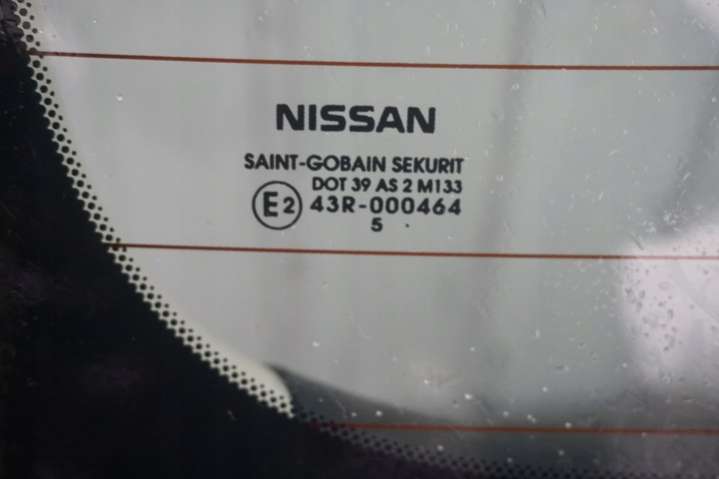 NISSAN
SAINT-GOBAIN SEKURIT
DOT 39 AS 2 M133
E2 43R-000464
5